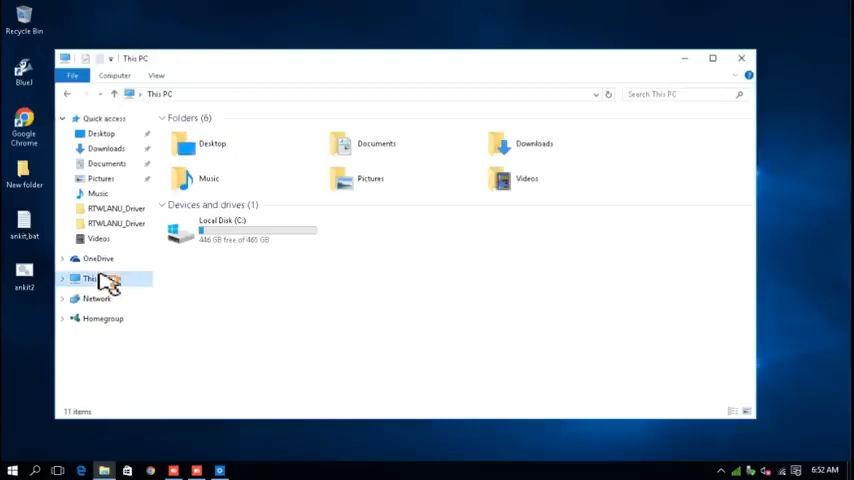 Recycle Bin
BlueJ
Google
Chrome
New folder
ankit,bat
ankit2
This PC
File
Computer
View
This PC
Search This PC
Quick access
Desktop
Downloads
Documents
Pictures
Music
RTWLANU_Driver
RTWLANU_Driver
Videos
OneDrive
This
Network
Homegroup
Folders (6)
Desktop
Documents
Downloads
Music
Pictures
Videos
Devices and drives (1)
Local Disk (C:)
446 GB free of 465 GB
11 items
6:52 AM